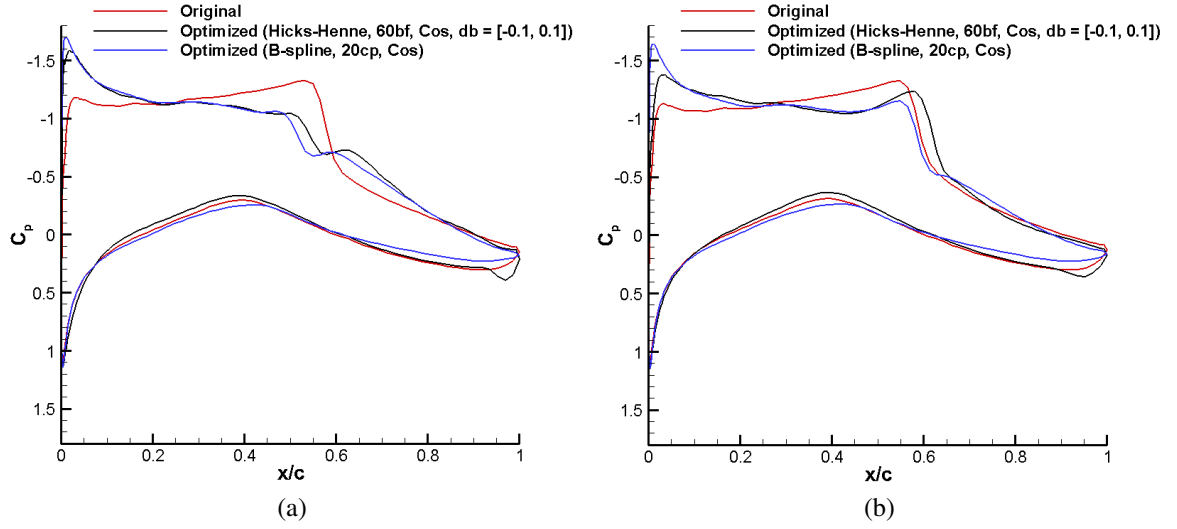 Original
Optimized (Hicks-Henne, 60bf, Cos, db = [-0.1, 0.1])
Optimized (B-spline, 20cp, Cos)
-1.5
-1
-0.5
0
0.5
1
1.5
Cp
0
0.2
0.4
0.6
0.8
1
x/c
(a)
Original
Optimized (Hicks-Henne, 60bf, Cos, db = [-0.1, 0.1])
Optimized (B-spline, 20cp, Cos)
-1.5
-1
-0.5
0
0.5
1
1.5
Cp
0
0.2
0.4
0.6
0.8
1
x/c
(b)